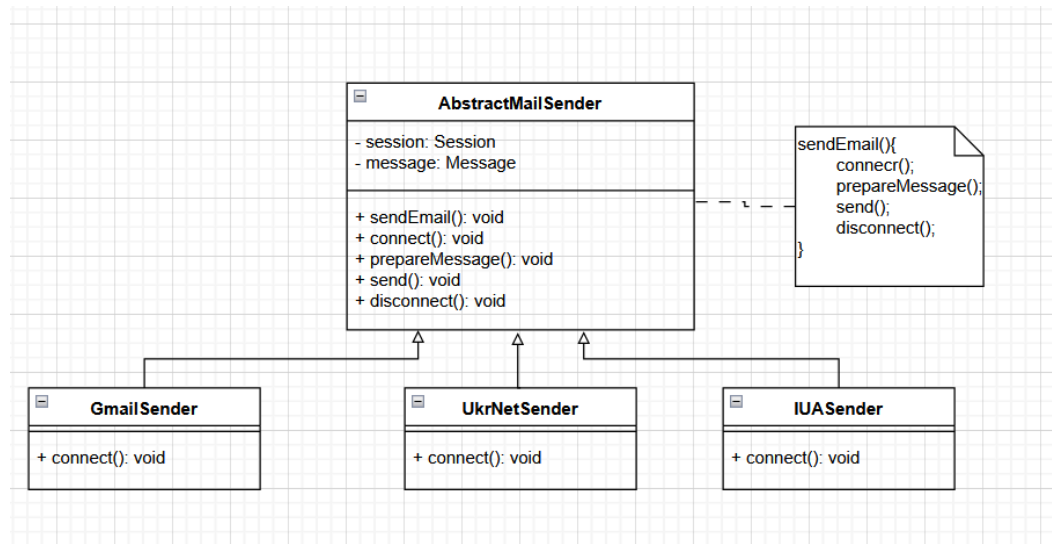 AbstractMailSender
- session: Session
- message: Message
+ sendEmail(): void
+ connect(): void
+ prepareMessage(): void
+ send(): void
+ disconnect(): void
sendEmail(){
connecr();
prepareMessage();
send();
disconnect();
}
GmailSender
+ connect(): void
UkrNetSender
+ connect(): void
IUASender
+ connect(): void